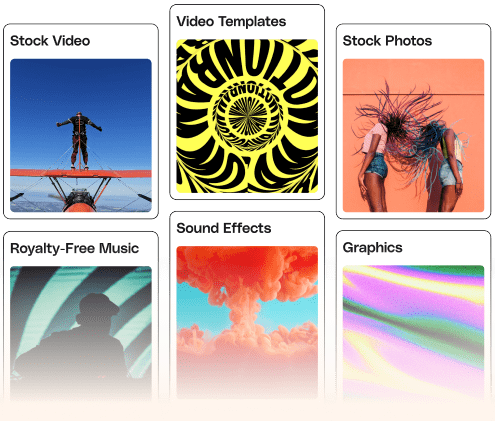 Stock Video
Video Templates
Stock Photos
Royalty-Free Music
Sound Effects
Graphics